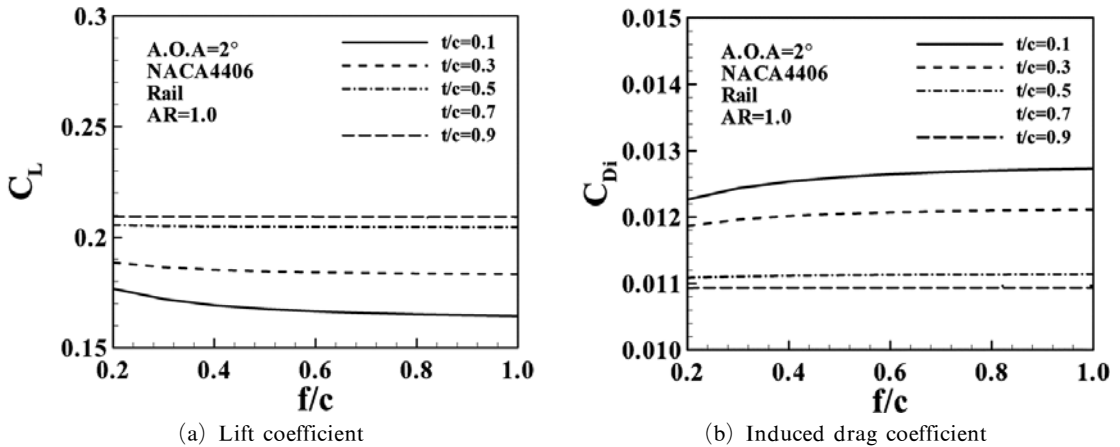 0.3
0.25
0.2
0.15
C_L
A.O.A=2°
NACA4406
Rail
AR=1.0
t/c=0.1
t/c=0.3
t/c=0.5
t/c=0.7
t/c=0.9
0.2 0.4 0.6 0.8 1.0
f/c
(a) Lift coefficient
0.015
0.014
0.013
0.012
0.011
0.010
C_Di
A.O.A=2°
NACA4406
Rail
AR=1.0
t/c=0.1
t/c=0.3
t/c=0.5
t/c=0.7
t/c=0.9
0.2 0.4 0.6 0.8 1.0
f/c
(b) Induced drag coefficient